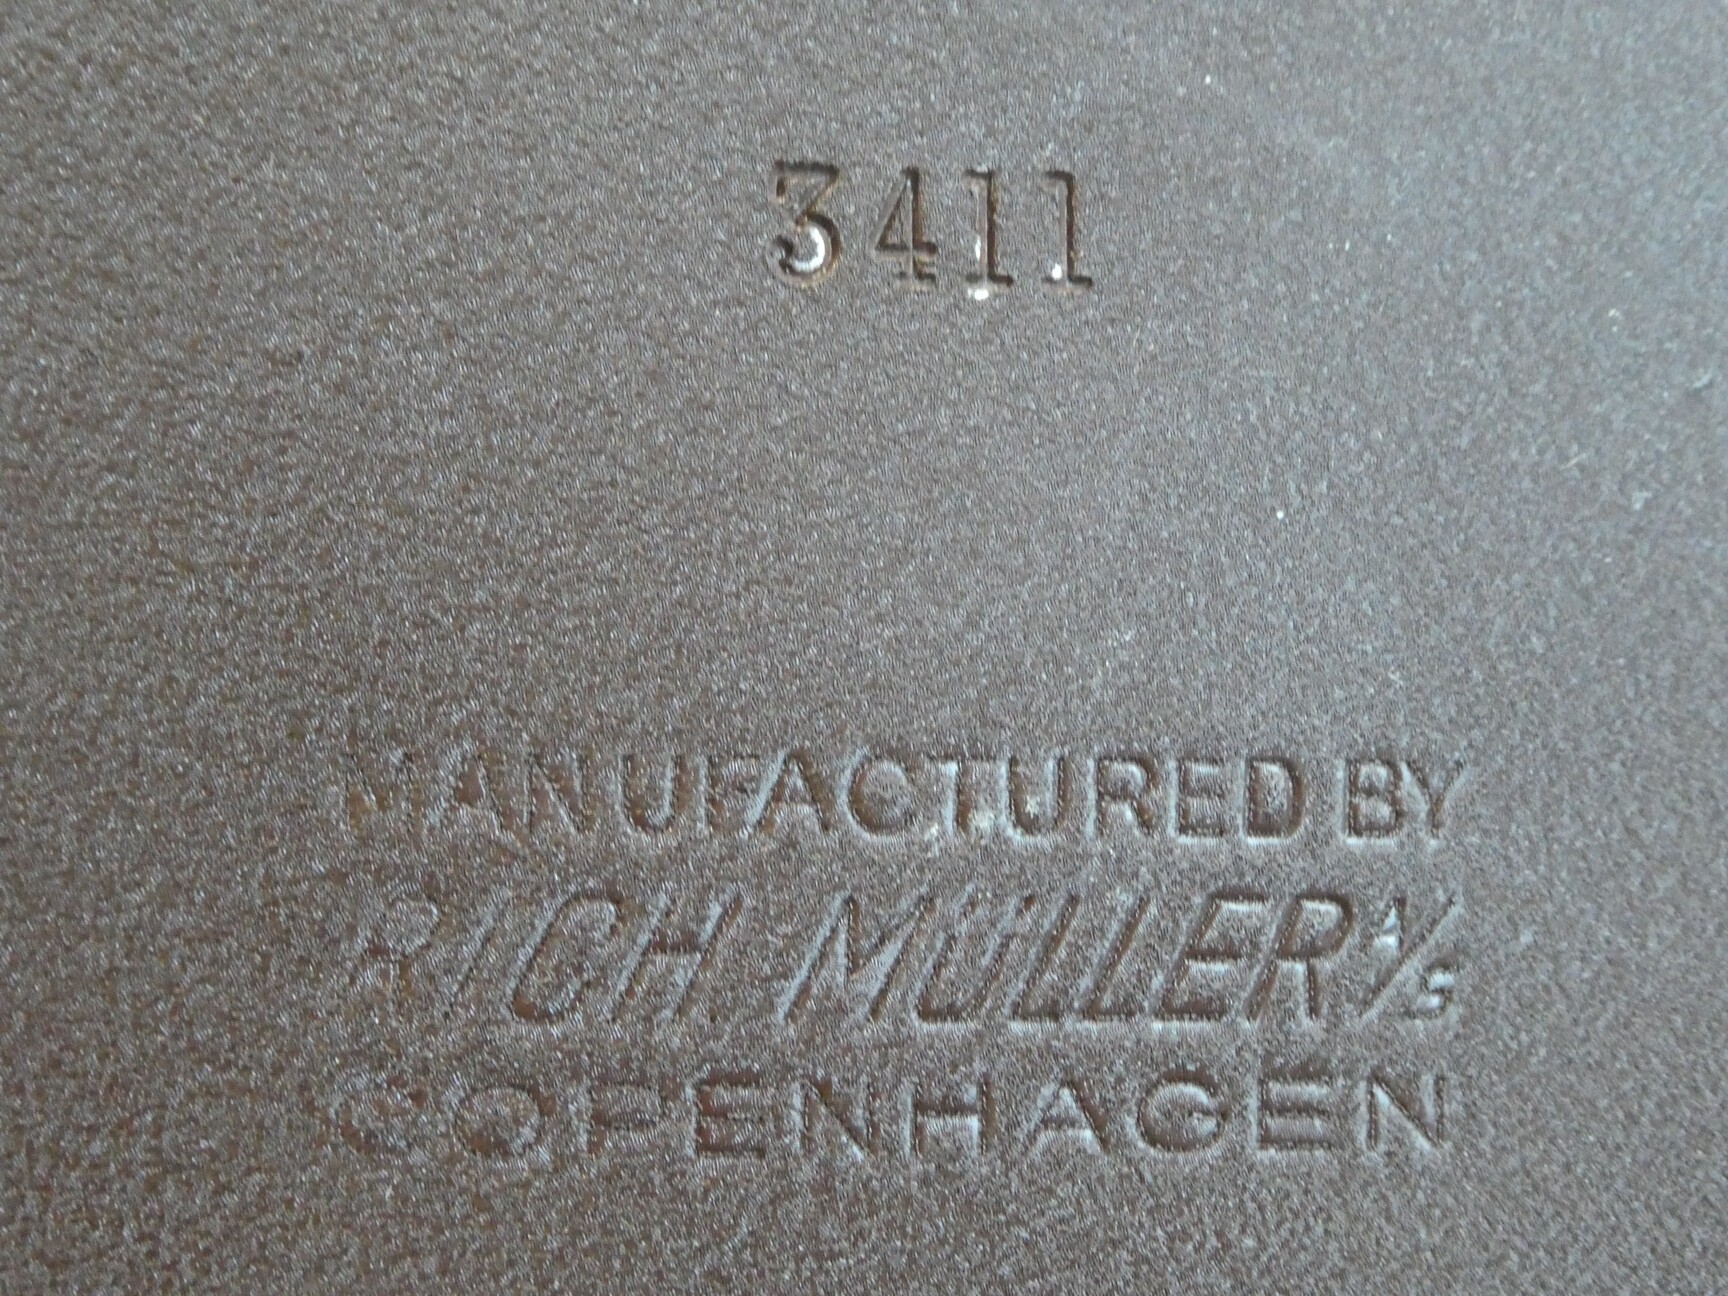 3411
MANUFACTURED BY
RICH MÜLLER A/S
COPENHAGEN